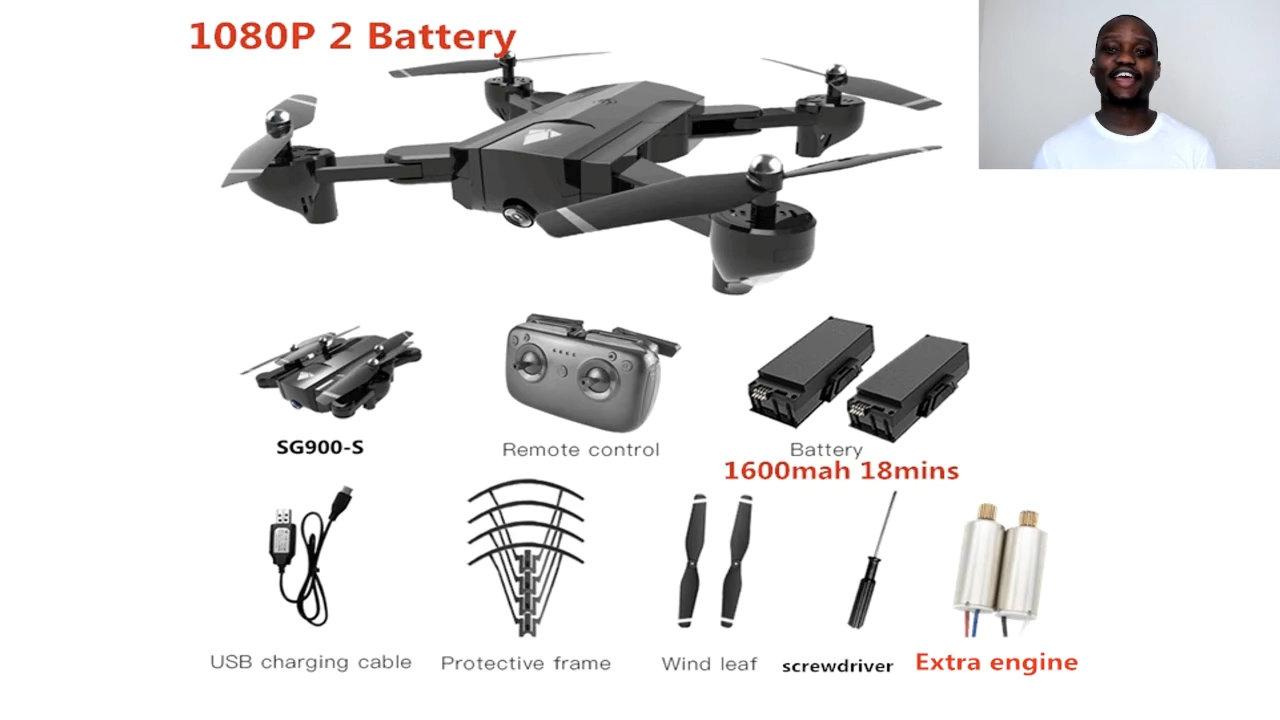 1080P 2 Battery
SG900-S
Remote control
Battery
1600mah 18mins
USB charging cable
Protective frame
Wind leaf
screwdriver
Extra engine